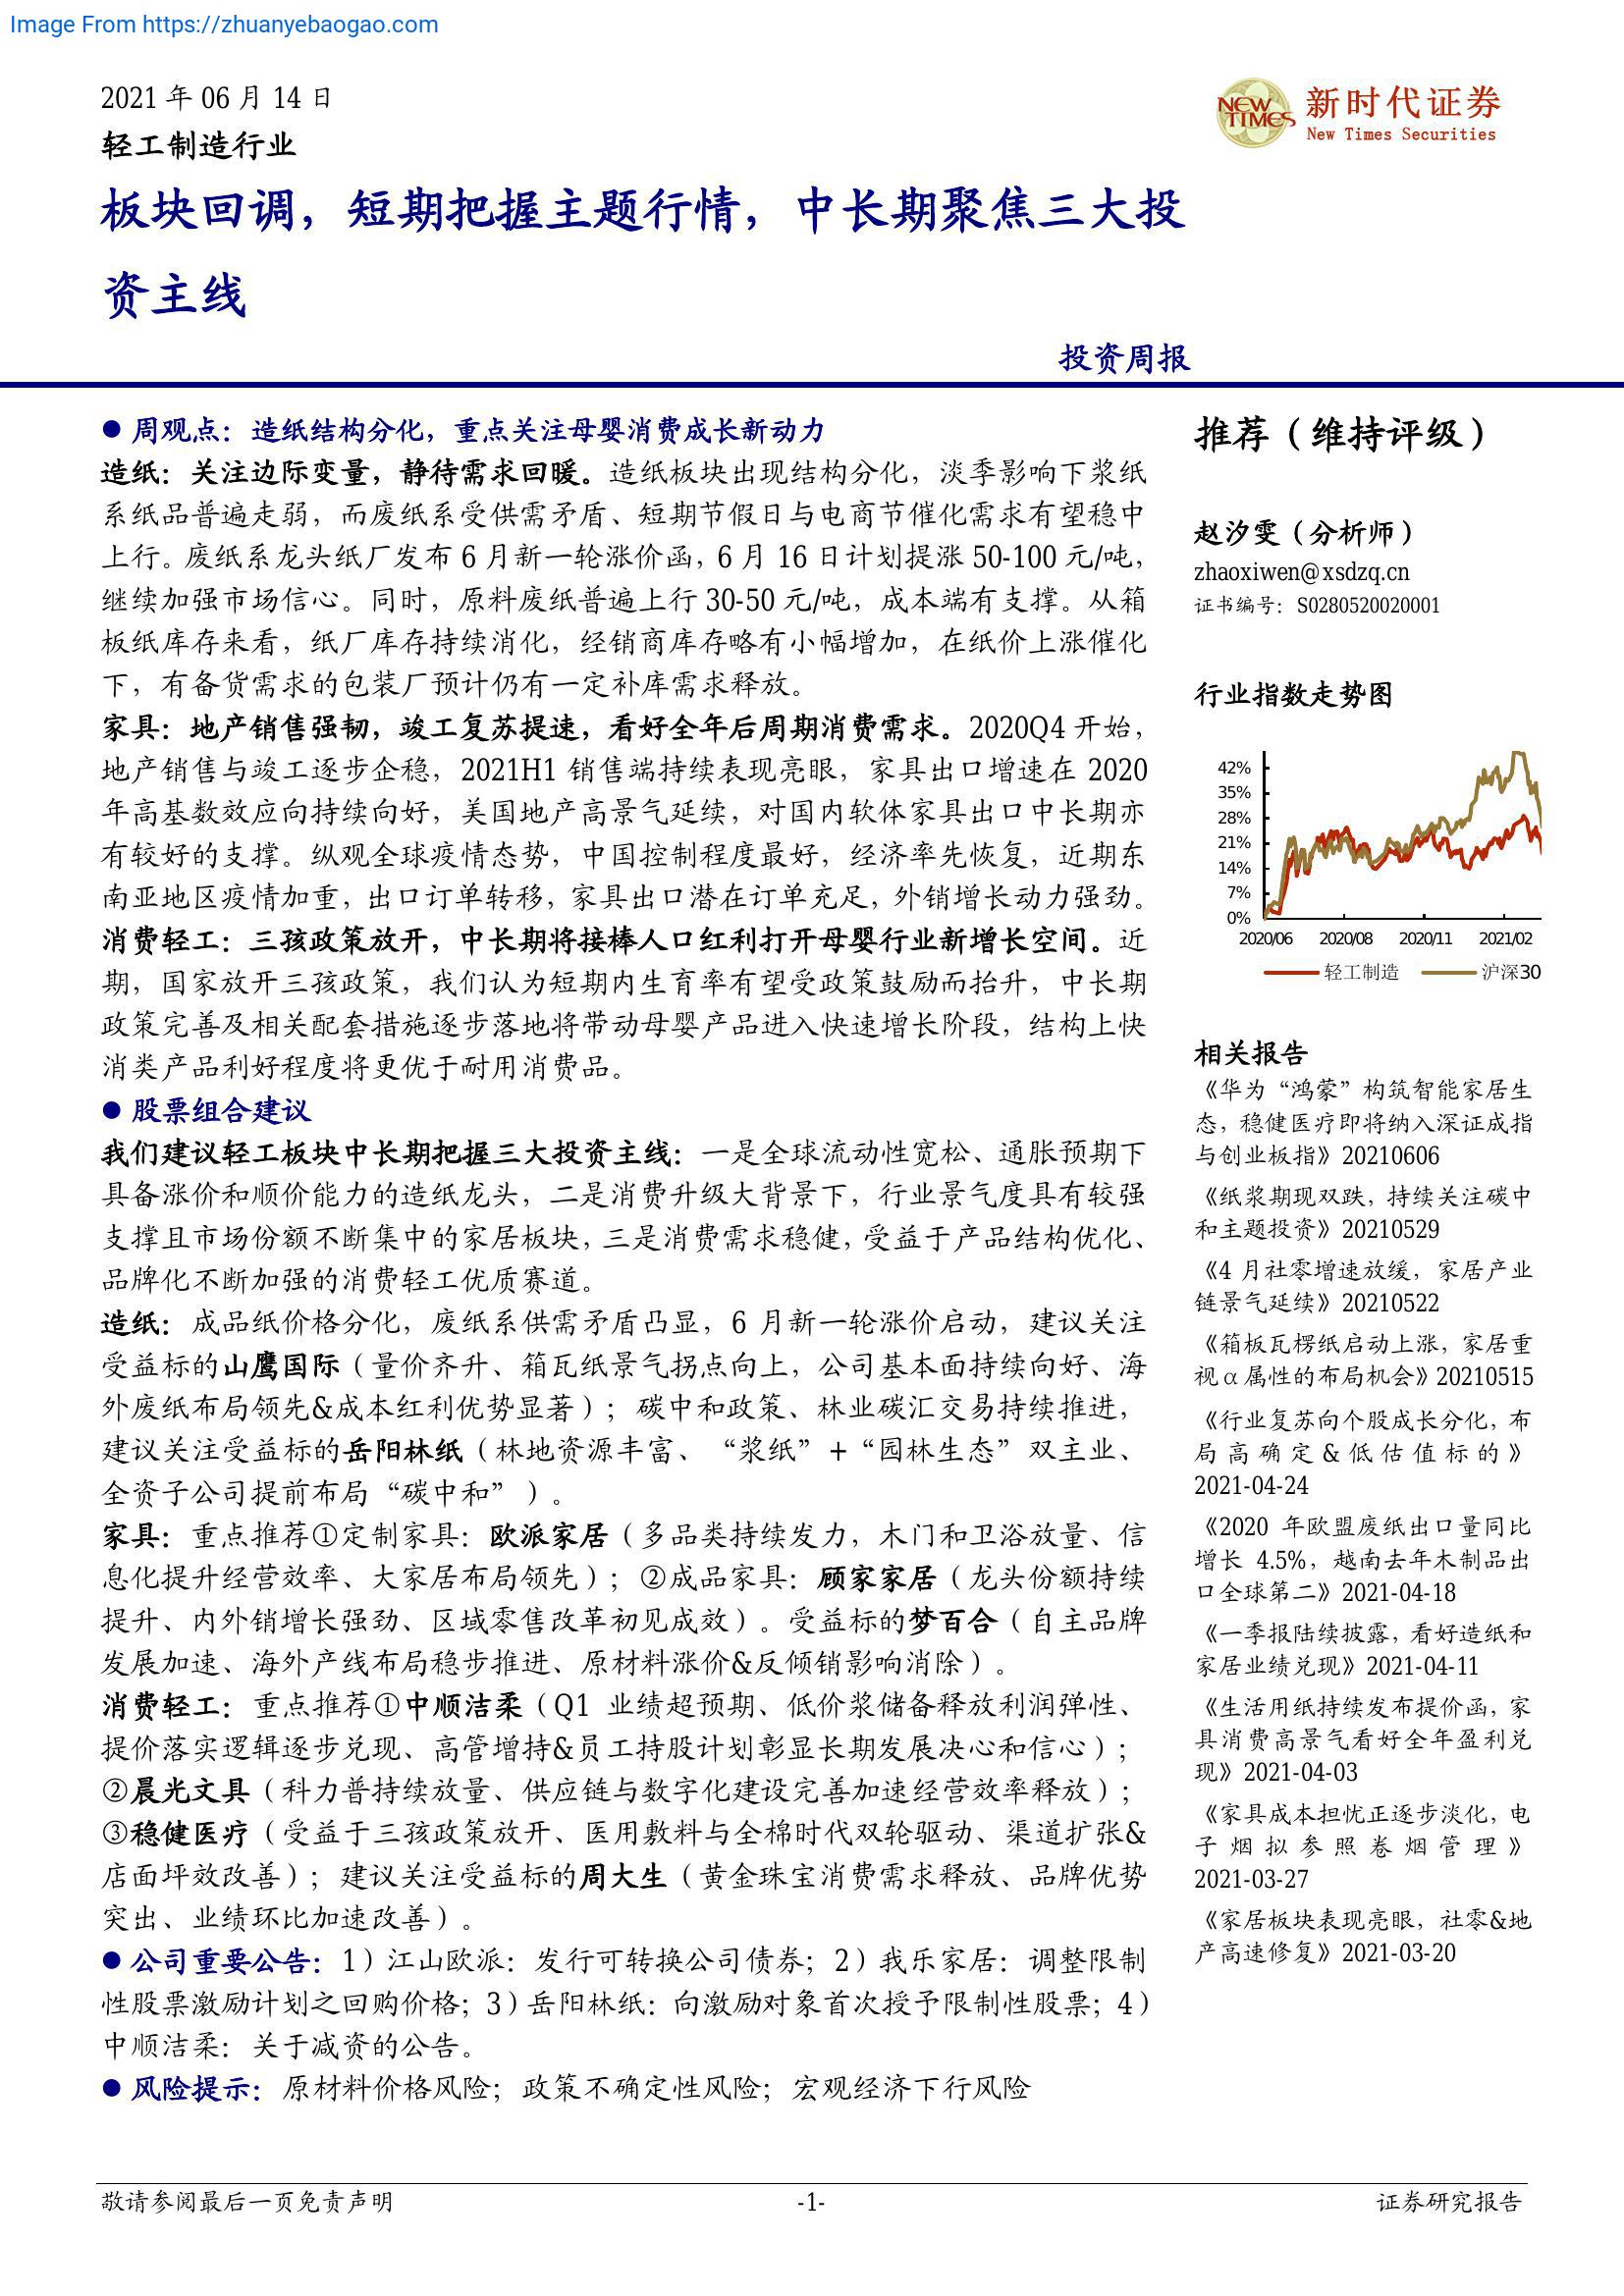 Image From https://zhuanyebaogao.com
2021 年 06 月 14 日
轻工制造行业
NEW TIMES
新时代证券
New Times Securities
板块回调，短期把握主题行情，中长期聚焦三大投
资主线
投资周报
● 周观点：造纸结构分化，重点关注母婴消费成长新动力
造纸：关注边际变量，静待需求回暖。造纸板块出现结构分化，淡季影响下浆纸
系纸品普遍走弱，而废纸系受供需矛盾、短期节假日与电商节催化需求有望稳中
上行。废纸系龙头纸厂发布 6 月新一轮涨价函，6 月 16 日计划提涨 50-100 元/吨，
继续加强市场信心。同时，原料废纸普遍上行 30-50 元/吨，成本端有支撑。从箱
板纸库存来看，纸厂库存持续消化，经销商库存略有小幅增加，在纸价上涨催化
下，有备货需求的包装厂预计仍有一定补库需求释放。
家具：地产销售强韧，竣工复苏提速，看好全年后周期消费需求。2020Q4 开始，
地产销售与竣工逐步企稳，2021H1 销售端持续表现亮眼，家具出口增速在 2020
年高基数效应向持续向好，美国地产高景气延续，对国内软体家具出口中长期亦
有较好的支撑。纵观全球疫情态势，中国控制程度最好，经济率先恢复，近期东
南亚地区疫情加重，出口订单转移，家具出口潜在订单充足，外销增长动力强劲。
消费轻工：三孩政策放开，中长期将接棒人口红利打开母婴行业新增长空间。近
期，国家放开三孩政策，我们认为短期内生育率有望受政策鼓励而抬升，中长期
政策完善及相关配套措施逐步落地将带动母婴产品进入快速增长阶段，结构上快
消类产品利好程度将更优于耐用消费品。
● 股票组合建议
我们建议轻工板块中长期把握三大投资主线：一是全球流动性宽松、通胀预期下
具备涨价和顺价能力的造纸龙头，二是消费升级大背景下，行业景气度具有较强
支撑且市场份额不断集中的家居板块，三是消费需求稳健，受益于产品结构优化、
品牌化不断加强的消费轻工优质赛道。
造纸：成品纸价格分化，废纸系供需矛盾凸显，6 月新一轮涨价启动，建议关注
受益标的山鹰国际（量价齐升、箱瓦纸景气拐点向上，公司基本面持续向好、海
外废纸布局领先&成本红利优势显著）；碳中和政策、林业碳汇交易持续推进，
建议关注受益标的岳阳林纸（林地资源丰富、“浆纸”+“园林生态”双主业、
全资子公司提前布局“碳中和”）。
家具：重点推荐①定制家具：欧派家居（多品类持续发力，木门和卫浴放量、信
息化提升经营效率、大家居布局领先）；②成品家具：顾家家居（龙头份额持续
提升、内外销增长强劲、区域零售改革初见成效）。受益标的梦百合（自主品牌
发展加速、海外产线布局稳步推进、原材料涨价&反倾销影响消除）。
消费轻工：重点推荐①中顺洁柔（Q1 业绩超预期、低价浆储备释放利润弹性、
提价落实逻辑逐步兑现、高管增持&员工持股计划彰显长期发展决心和信心）；
②晨光文具（科力普持续放量、供应链与数字化建设完善加速经营效率释放）；
③稳健医疗（受益于三孩政策放开、医用敷料与全棉时代双轮驱动、渠道扩张&
店面坪效改善）；建议关注受益标的周大生（黄金珠宝消费需求释放、品牌优势
突出、业绩环比加速改善）。
● 公司重要公告：1）江山欧派：发行可转换公司债券；2）我乐家居：调整限制
性股票激励计划之回购价格；3）岳阳林纸：向激励对象首次授予限制性股票；4）
中顺洁柔：关于减资的公告。
● 风险提示：原材料价格风险；政策不确定性风险；宏观经济下行风险
推荐（维持评级）
赵汐雯（分析师）
zhaoxiwen@xsdzq.cn
证书编号：S0280520020001
行业指数走势图
42%
35%
28%
21%
14%
7%
0%
2020/06 2020/08 2020/11 2021/02
轻工制造 沪深30
相关报告
《华为“鸿蒙”构筑智能家居生
态，稳健医疗即将纳入深证成指
与创业板指》20210606
《纸浆期现双跌，持续关注碳中
和主题投资》20210529
《4 月社零增速放缓，家居产业
链景气延续》20210522
《箱板瓦楞纸启动上涨，家居重
视α属性的布局机会》20210515
《行业复苏向个股成长分化，布
局高确定&低估值标的》
2021-04-24
《2020 年欧盟废纸出口量同比
增长 4.5%，越南去年木制品出
口全球第二》2021-04-18
《一季报陆续披露，看好造纸和
家居业绩兑现》2021-04-11
《生活用纸持续发布提价函，家
具消费高景气看好全年盈利兑
现》2021-04-03
《家具成本担忧正逐步淡化，电
子烟拟参照卷烟管理》
2021-03-27
《家居板块表现亮眼，社零&地
产高速修复》2021-03-20
敬请参阅最后一页免责声明
-1-
证券研究报告